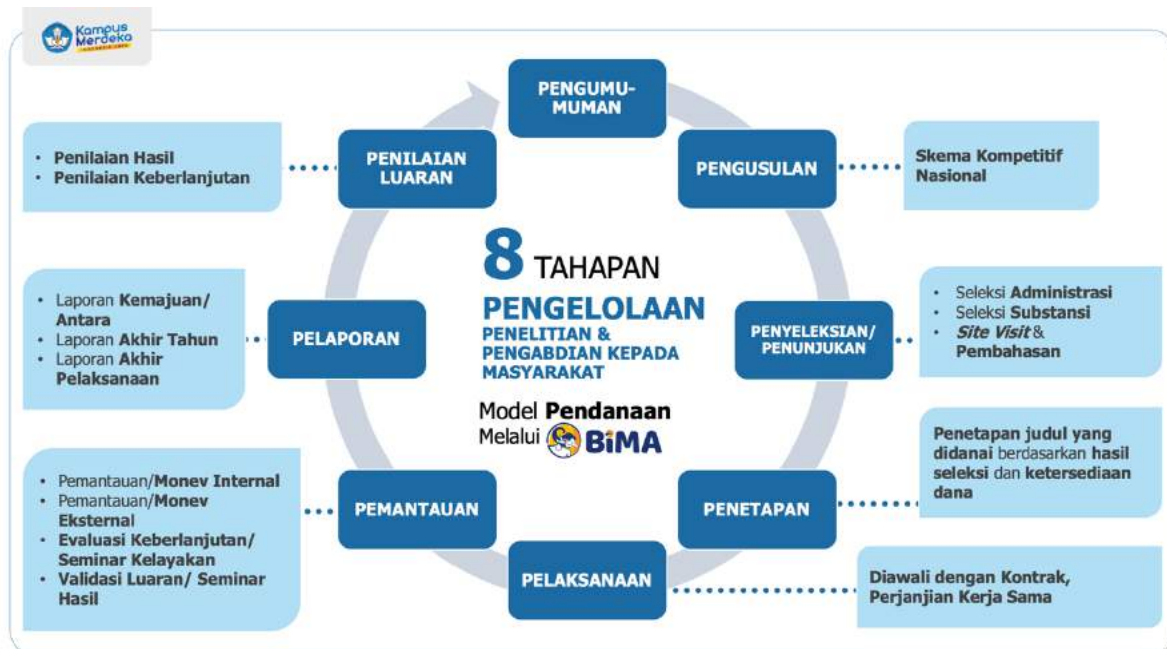 Kampus
Merdeka
INDONESIA JAYA
PENGUMU-
MUMAN
PENGUSULAN
Skema Kompetitif
Nasional
PENYELEKSIAN/
PENUNJUKAN
• Seleksi Administrasi
• Seleksi Substansi
• Site Visit &
Pembahasan
PENETAPAN
Penetapan judul yang
didanai berdasarkan hasil
seleksi dan ketersediaan
dana
PELAKSANAAN
Diawali dengan Kontrak,
Perjanjian Kerja Sama
PEMANTAUAN
• Pemantauan/Monev Internal
• Pemantauan/Monev
Eksternal
• Evaluasi Keberlanjutan/
Seminar Kelayakan
• Validasi Luaran/ Seminar
Hasil
PELAPORAN
• Laporan Kemajuan/
Antara
• Laporan Akhir Tahun
• Laporan Akhir
Pelaksanaan
PENILAIAN
LUARAN
• Penilaian Hasil
• Penilaian Keberlanjutan
8 TAHAPAN
PENGELOLAAN
PENELITIAN &
PENGABDIAN KEPADA
MASYARAKAT
Model Pendanaan
Melalui BiMA